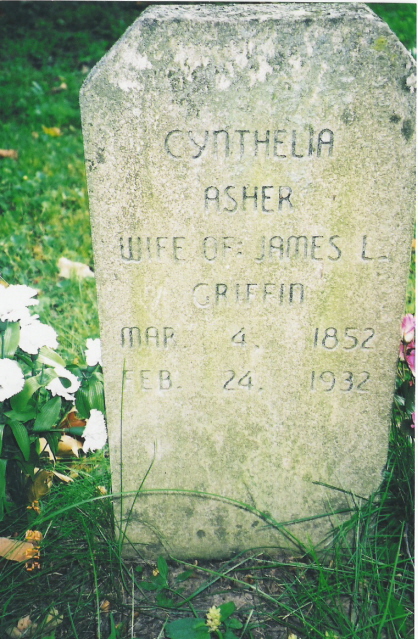 CYNTHELIA
ASHER
WIFE OF: JAMES L.
GRIFFIN
MAR. 4. 1852
FEB. 24. 1932